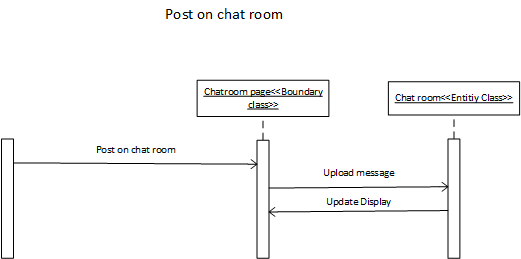 Post on chat room
Chatroom page<<Boundary
class>>
Chat room<<Entitiy Class>>
Post on chat room
Upload message
Update Display